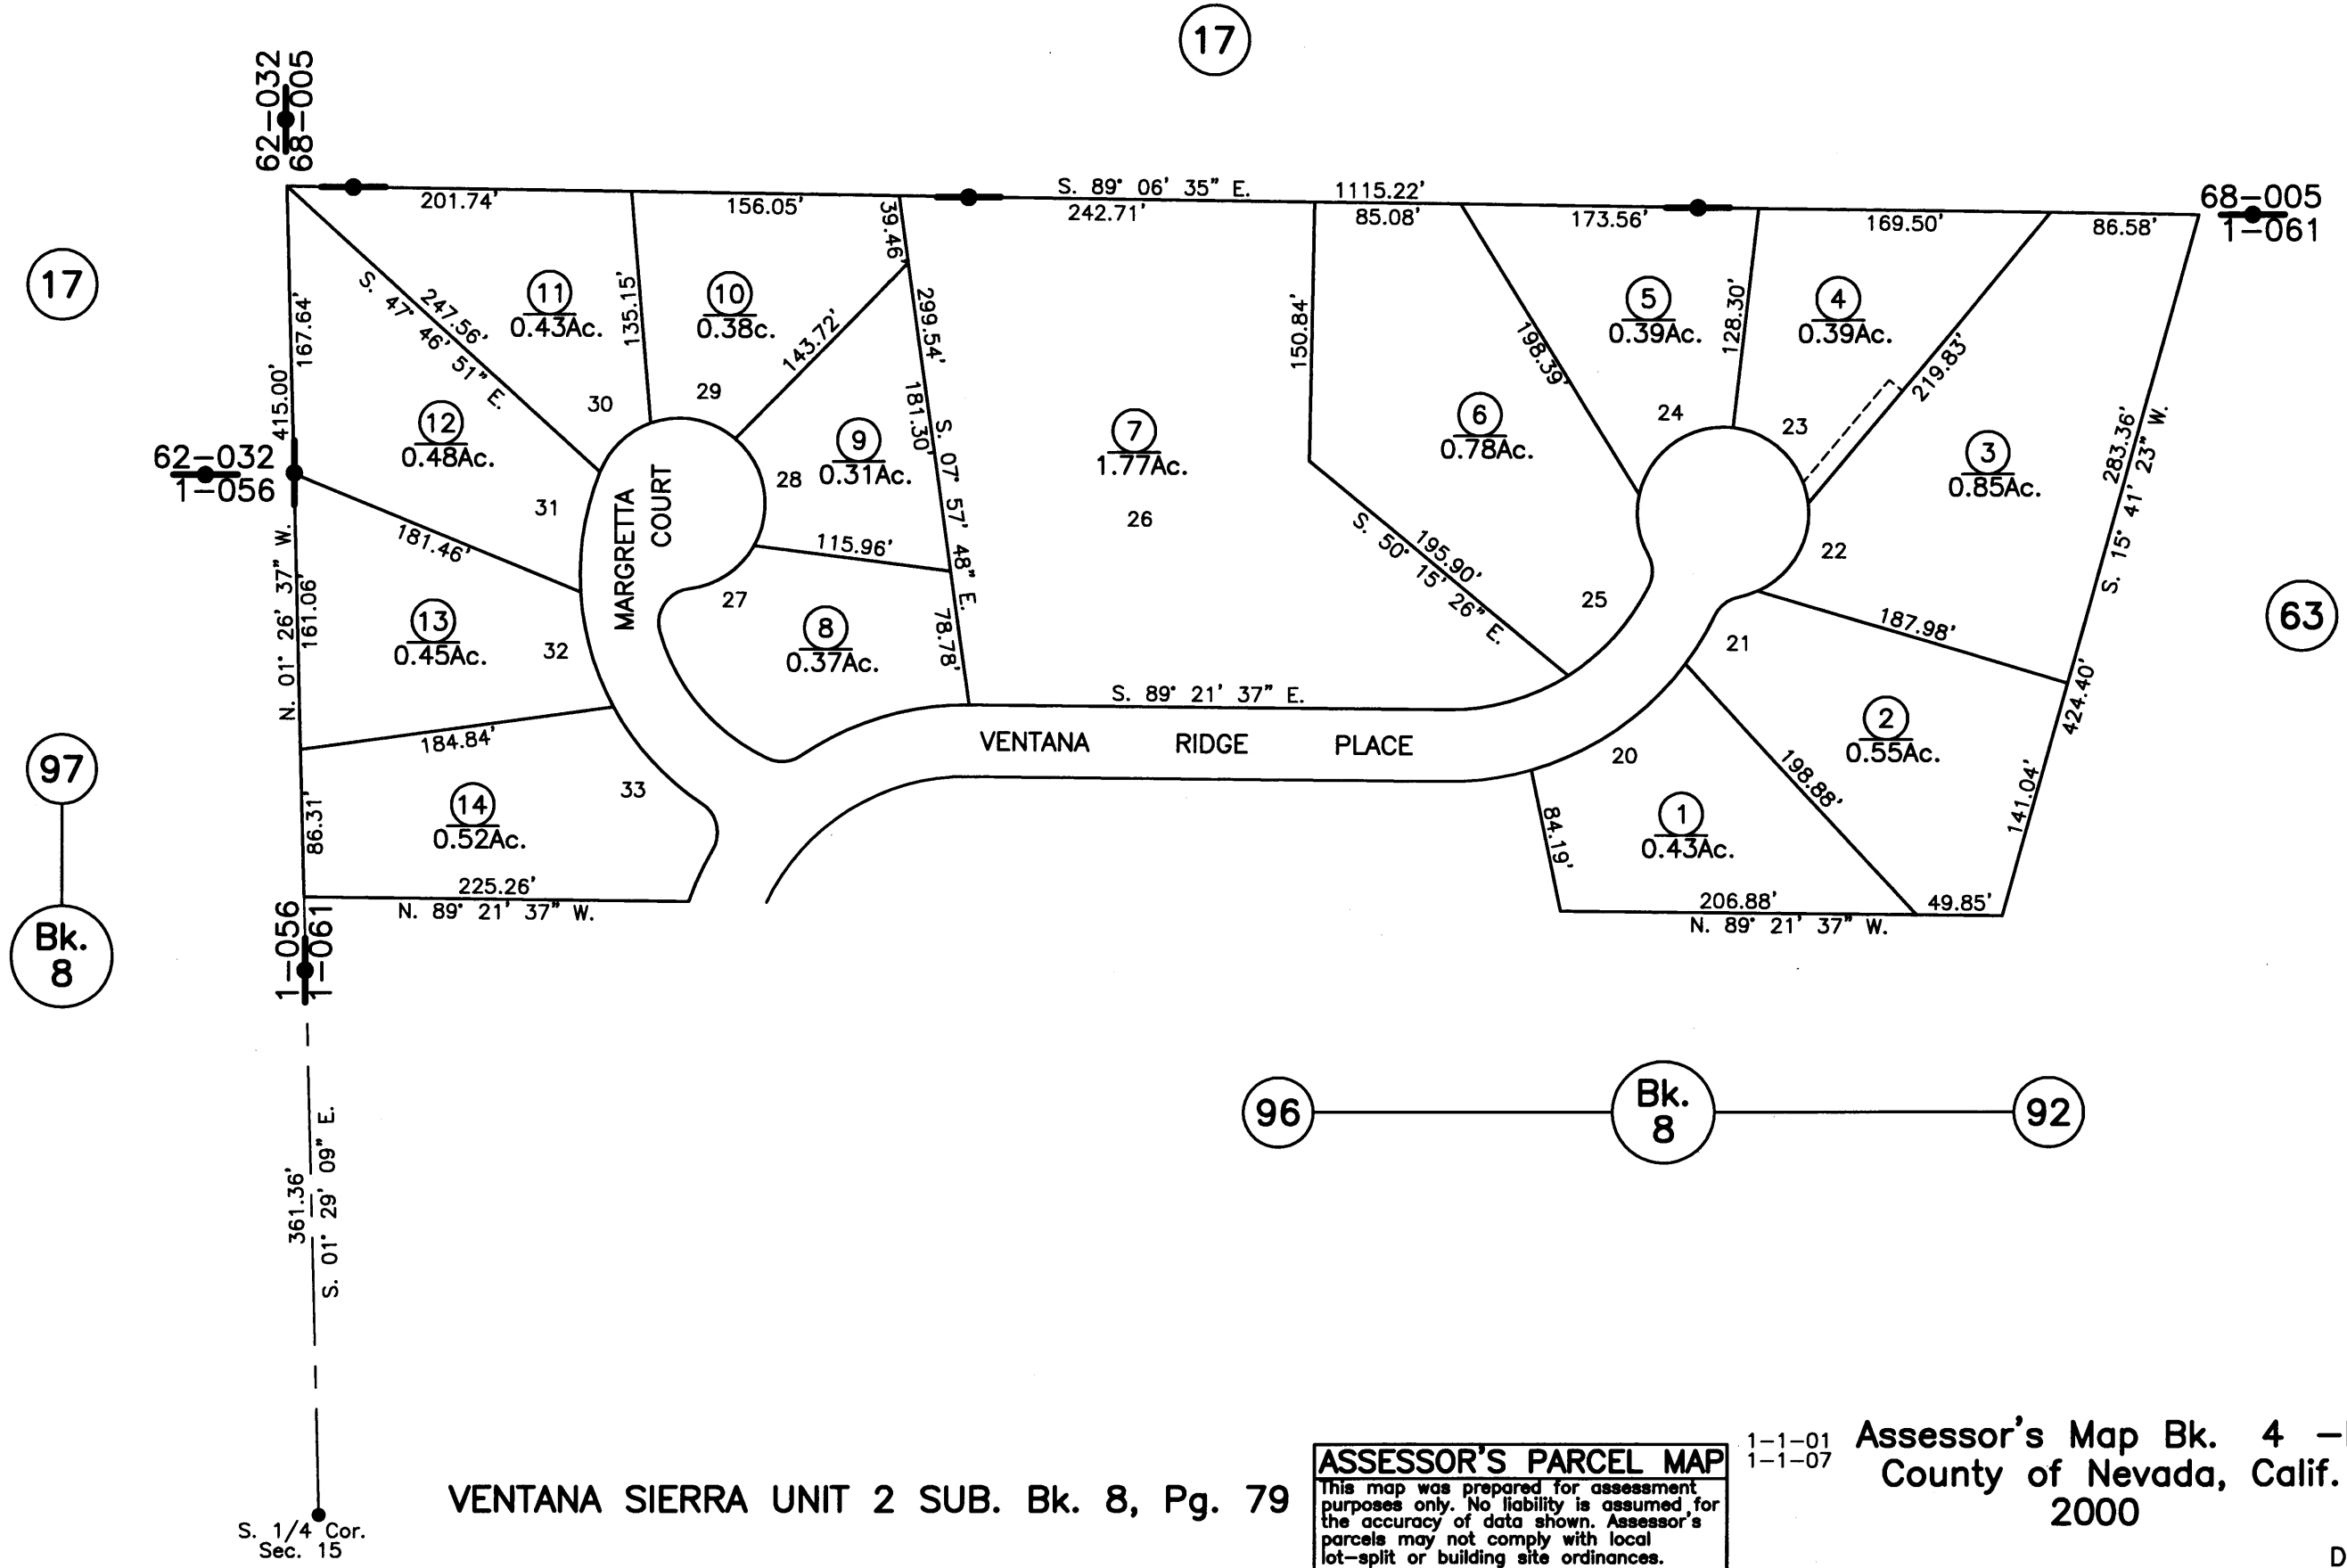 17
62-032
68-005
S. 89° 06' 35" E. 1115.22'
201.74'
156.05'
242.71'
85.08'
173.56'
169.50'
86.58'
68-005
1-061
17
167.64'
415.00'
S. 47° 46' 51" E.
247.56'
11
0.43Ac.
135.15'
10
0.38c.
143.72'
39.46'
299.54'
181.30'
S. 07° 57' 48" E.
78.78'
150.84'
198.39'
5
0.39Ac.
128.30'
4
0.39Ac.
219.83'
283.36'
S. 15° 41' 23" W.
424.40'
141.04'
30
29
24
23
12
0.48Ac.
9
0.31Ac.
28
7
1.77Ac.
26
6
0.78Ac.
3
0.85Ac.
62-032
1-056
31
MARGRETTA
COURT
181.46'
115.96'
S. 50° 15' 26" E.
195.90'
22
N. 01° 26' 37" W.
161.06'
13
0.45Ac.
32
27
8
0.37Ac.
25
21
187.98'
63
S. 89° 21' 37" E.
VENTANA RIDGE PLACE
184.84'
2
0.55Ac.
97
Bk.
8
86.31'
14
0.52Ac.
33
20
198.88'
84.19'
1
0.43Ac.
225.26'
N. 89° 21' 37" W.
206.88'
49.85'
N. 89° 21' 37" W.
1-056
1-061
96
Bk.
8
92
361.36'
S. 01° 29' 09" E.
S. 1/4 Cor.
Sec. 15
VENTANA SIERRA UNIT 2 SUB. Bk. 8, Pg. 79
ASSESSOR'S PARCEL MAP
This map was prepared for assessment
purposes only. No liability is assumed for
the accuracy of data shown. Assessor's
parcels may not comply with local
lot-split or building site ordinances.
1-1-01
1-1-07
Assessor's Map Bk. 4 -
County of Nevada, Calif.
2000